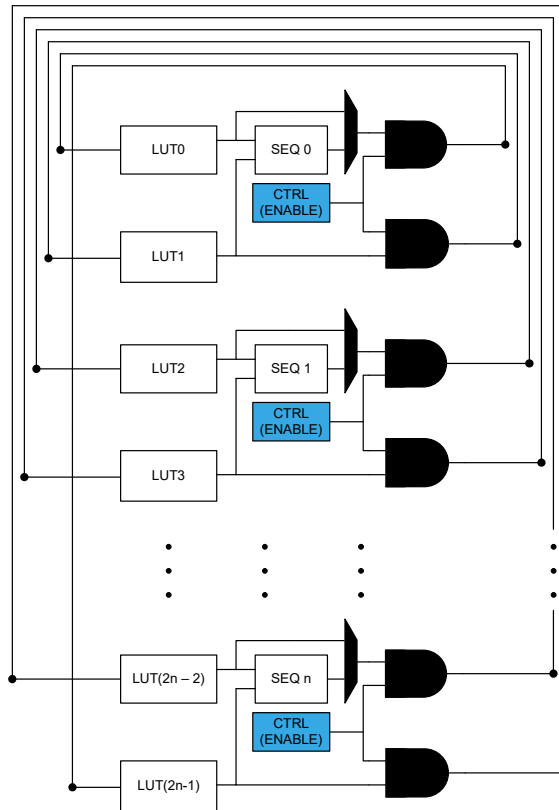 LUT0
SEQ 0
CTRL
(ENABLE)
LUT1
LUT2
SEQ 1
CTRL
(ENABLE)
LUT3
LUT(2n – 2)
SEQ n
CTRL
(ENABLE)
LUT(2n-1)